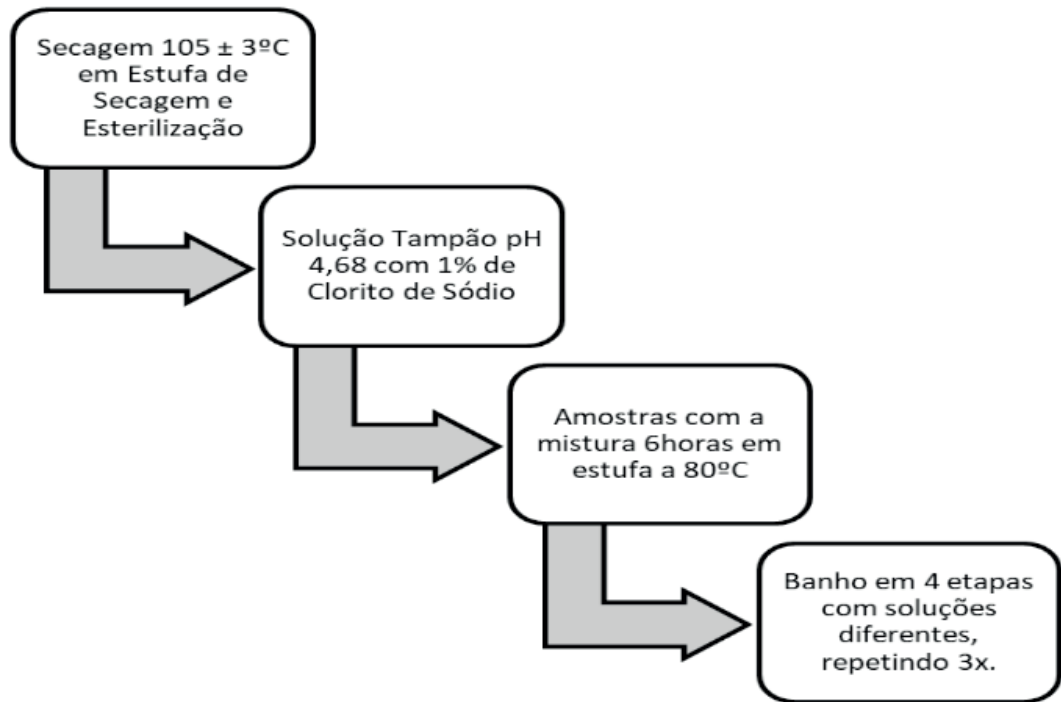 Secagem 105 ± 3ºC
em Estufa de
Secagem e
Esterilização
Solução Tampão pH
4,68 com 1% de
Clorito de Sódio
Amostras com a
mistura 6horas em
estufa a 80ºC
Banho em 4 etapas
com soluções
diferentes,
repetindo 3x.